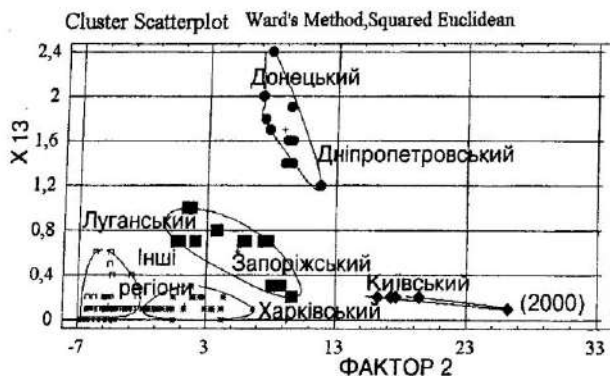 Cluster Scatterplot Ward's Method,Squared Euclidean
2,4
Донецький
2
1,6
Дніпропетровський
X 13
1,2
Луганський
0,8
Інші
Запоріжський
0,4
регіони
Київський
Харківський
(2000)
0
-7 3 13 23 33
ФАКТОР 2